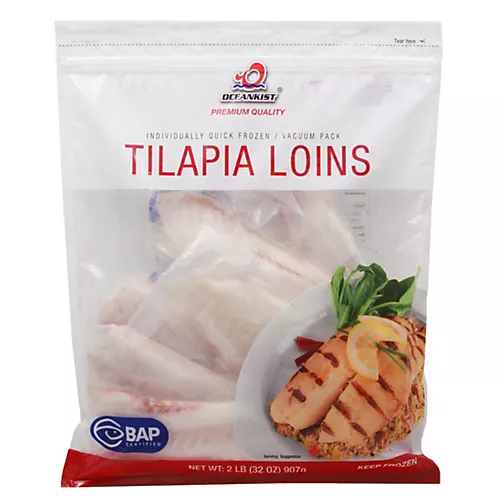 Tear here
OCEANKIST®
PREMIUM QUALITY
INDIVIDUALLY QUICK FROZEN / VACUUM PACK
TILAPIA LOINS
BAP
CERTIFIED
Serving Suggestion
NET WT: 2 LB (32 OZ) 907g
KEEP FROZEN